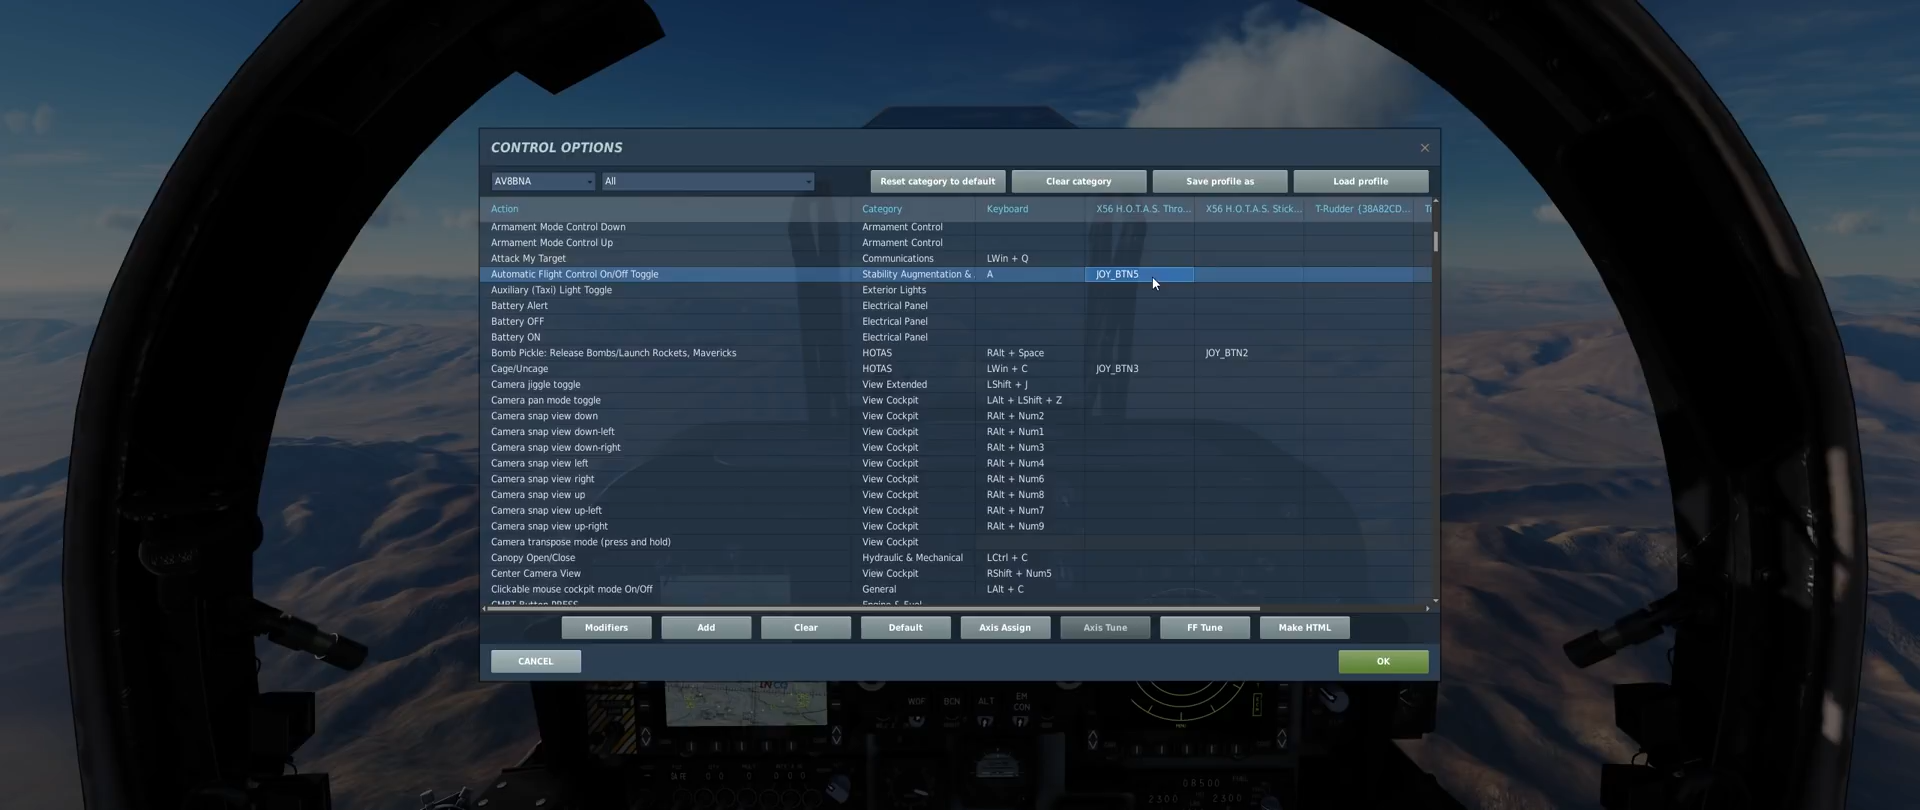 CONTROL OPTIONS
AV8BNA All Reset category to default Clear category Save profile as Load profile
Action Category Keyboard X56 H.O.T.A.S. Thro... X56 H.O.T.A.S. Stick... T-Rudder {38A82CD...
Armament Mode Control Down Armament Control
Armament Mode Control Up Armament Control
Attack My Target Communications LWin + Q
Automatic Flight Control On/Off Toggle Stability Augmentation & A JOY_BTN5
Auxiliary (Taxi) Light Toggle Exterior Lights
Battery Alert Electrical Panel
Battery OFF Electrical Panel
Battery ON Electrical Panel
Bomb Pickle: Release Bombs/Launch Rockets, Mavericks HOTAS RAlt + Space JOY_BTN2
Cage/Uncage HOTAS LWin + C JOY_BTN3
Camera jiggle toggle View Extended LShift + J
Camera pan mode toggle View Cockpit LAlt + LShift + Z
Camera snap view down View Cockpit RAlt + Num2
Camera snap view down-left View Cockpit RAlt + Num1
Camera snap view down-right View Cockpit RAlt + Num3
Camera snap view left View Cockpit RAlt + Num4
Camera snap view right View Cockpit RAlt + Num6
Camera snap view up View Cockpit RAlt + Num8
Camera snap view up-left View Cockpit RAlt + Num7
Camera snap view up-right View Cockpit RAlt + Num9
Camera transpose mode (press and hold) View Cockpit
Canopy Open/Close Hydraulic & Mechanical LCtrl + C
Center Camera View View Cockpit RShift + Num5
Clickable mouse cockpit mode On/Off General LAlt + C
Modifiers Add Clear Default Axis Assign Axis Tune FF Tune Make HTML
CANCEL OK
WOF BCN ALT EM CON
FUEL
08500
2300 2300